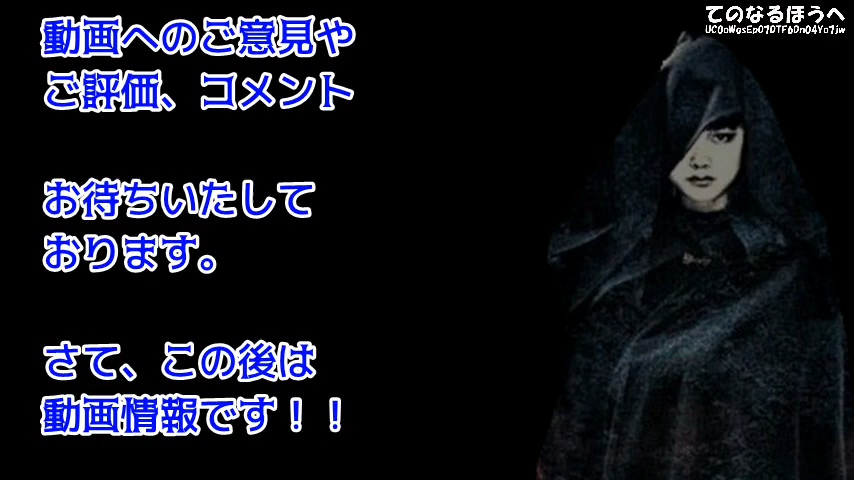 てのなるほうへ
動画へのご意見や
ご評価、コメント
お待ちいたして
おります。
さて、この後は
動画情報です！！